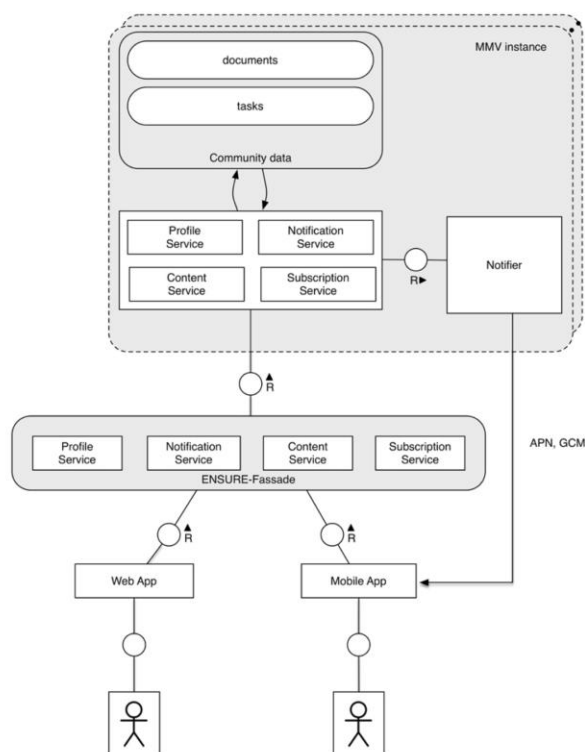 MMV instance
documents
tasks
Community data
Profile
Service
Notification
Service
Content
Service
Subscription
Service
R▶
Notifier
▲
R
Profile
Service
Notification
Service
Content
Service
Subscription
Service
ENSURE-Fassade
APN, GCM
▲
R
▲
R
Web App
Mobile App